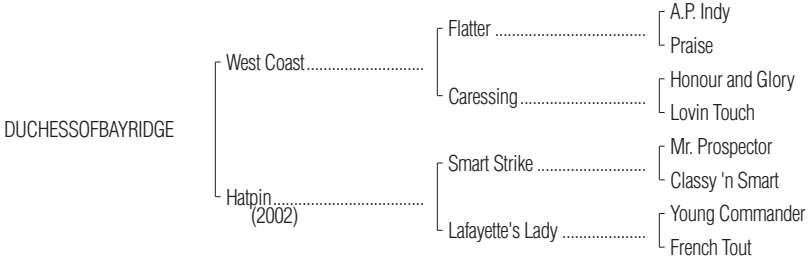 A.P. Indy
Flatter ....................................
Praise
West Coast............................
Honour and Glory
Caressing..............................
Lovin Touch
DUCHESSOFBAYRIDGE
Mr. Prospector
Smart Strike ..........................
Classy 'n Smart
Hatpin....................................
(2002)
Young Commander
Lafayette's Lady ....................
French Tout